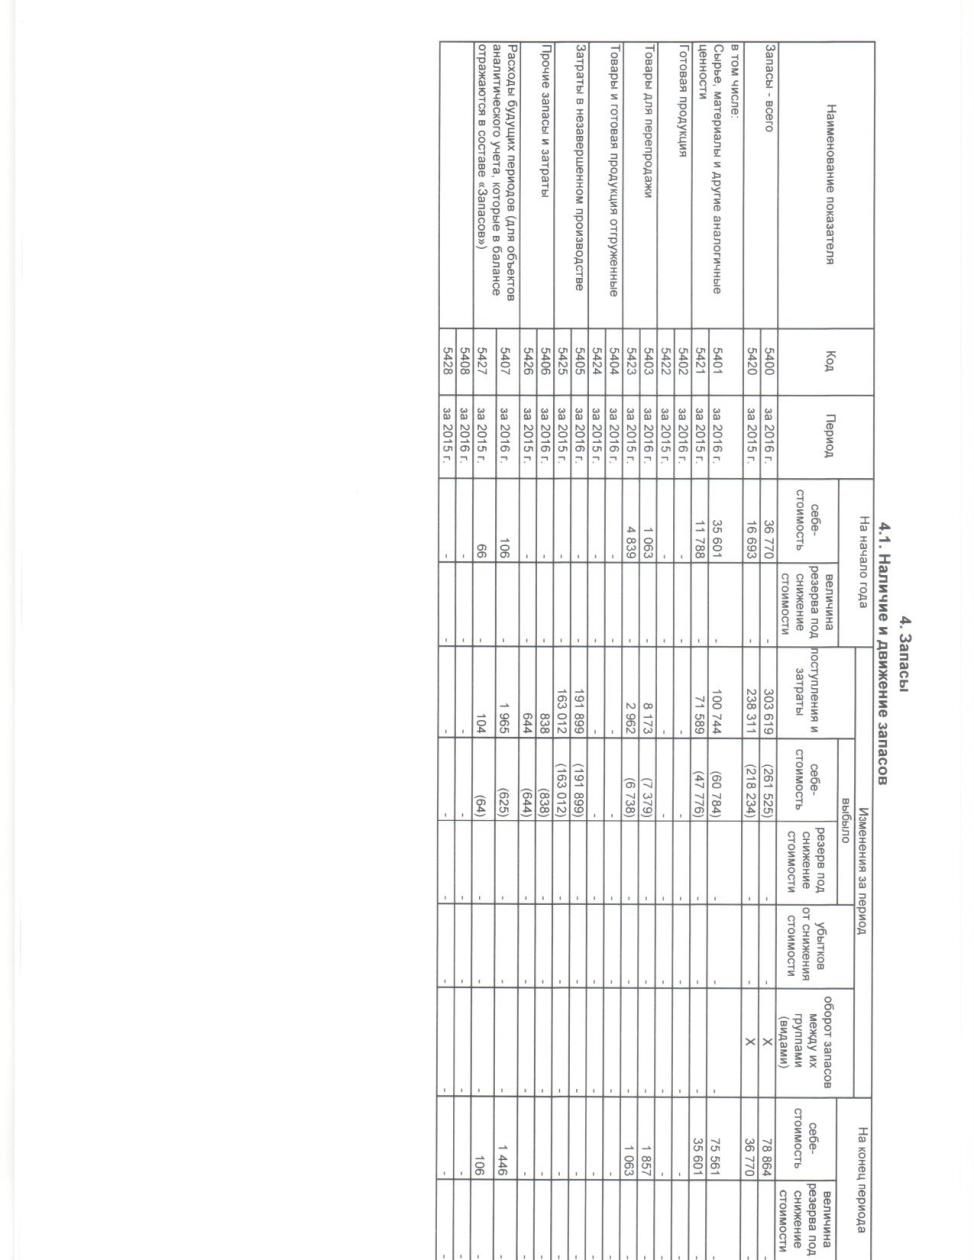 4. Запасы
4.1. Наличие и движение запасов
Наименование показателя Код Период На начало года Изменения за период На конец периода
себе-стоимость величина резерва под снижение стоимости поступления и затраты выбыло убытков от снижения стоимости оборот запасов между их группами (видами) себе-стоимость величина резерва под снижение стоимости
себе-стоимость резерв под снижение стоимости
Запасы - всего 5400 за 2016 г. 36 770 - 303 619 (261 525) - - X 78 864 -
5420 за 2015 г. 16 693 - 238 311 (218 234) - - X 36 770 -
в том числе:
Сырье, материалы и другие аналогичные
ценности
5401 за 2016 г. 35 601 - 100 744 (60 784) - - - 75 561 -
5421 за 2015 г. 11 788 - 71 589 (47 776) - - - 35 601 -
Готовая продукция 5402 за 2016 г. - - - - - - - - -
5422 за 2015 г. - - - - - - - - -
Товары для перепродажи 5403 за 2016 г. 1 063 - 8 173 (7 379) - - - 1 857 -
5423 за 2015 г. 4 839 - 2 962 (6 738) - - - 1 063 -
Товары и готовая продукция отгруженные 5404 за 2016 г. - - - - - - - - -
5424 за 2015 г. - - - - - - - - -
Затраты в незавершенном производстве 5405 за 2016 г. - - 191 899 (191 899) - - - - -
5425 за 2015 г. - - 163 012 (163 012) - - - - -
Прочие запасы и затраты 5406 за 2016 г. - - 838 (838) - - - - -
5426 за 2015 г. - - 644 (644) - - - - -
Расходы будущих периодов (для объектов
аналитического учета, которые в балансе
отражаются в составе «Запасов»)
5407 за 2016 г. 106 - 1 965 (625) - - - 1 446 -
5427 за 2015 г. 66 - 104 (64) - - - 106 -
5408 за 2016 г. - - - - - - - - -
5428 за 2015 г. - - - - - - - - -